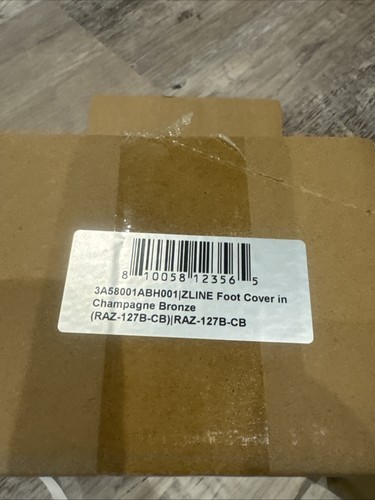 8 10058 12356 5
3A58001ABH001|ZLINE Foot Cover in
Champagne Bronze
(RAZ-127B-CB)|RAZ-127B-CB